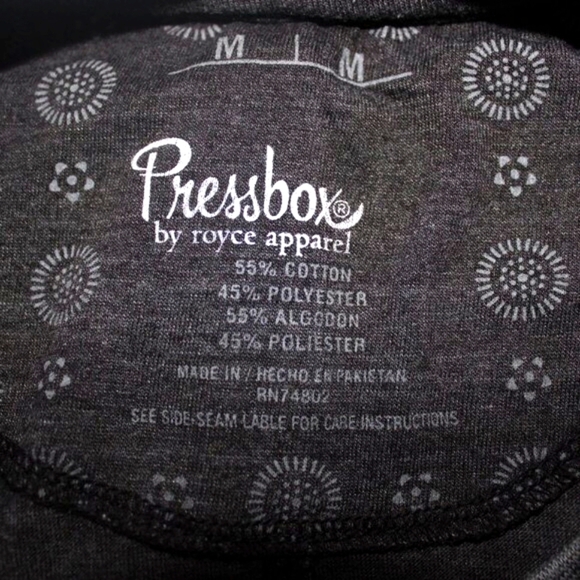 M | M
Pressbox®
by royce apparel
55% COTTON
45% POLYESTER
55% ALGODON
45% POLIESTER
MADE IN / HECHO EN PAKISTAN
RN74802
SEE SIDE-SEAM LABLE FOR CARE INSTRUCTIONS